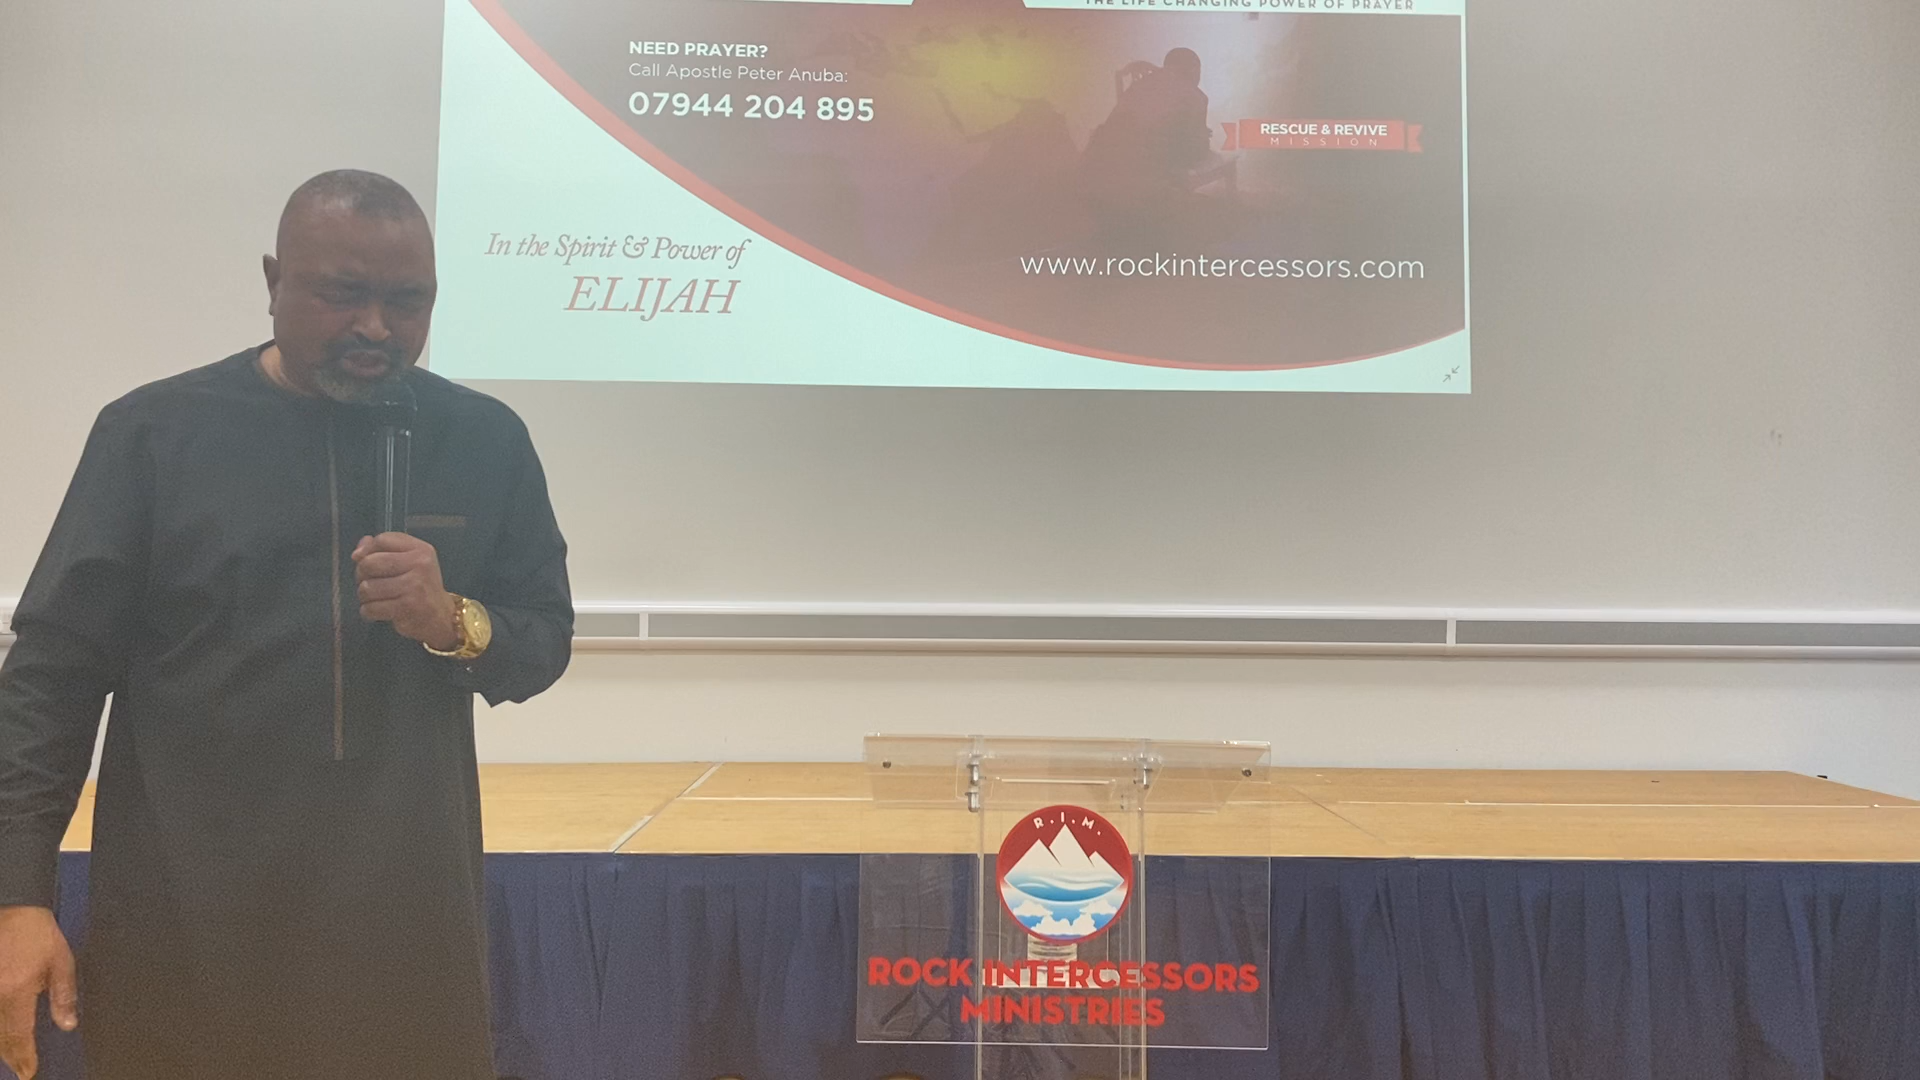 THE LIFE CHANGING POWER OF PRAYER
NEED PRAYER?
Call Apostle Peter Anuba:
07944 204 895
RESCUE & REVIVE
MISSION
In the Spirit & Power of
ELIJAH
www.rockintercessors.com
R.I.M.
ROCK INTERCESSORS
MINISTRIES